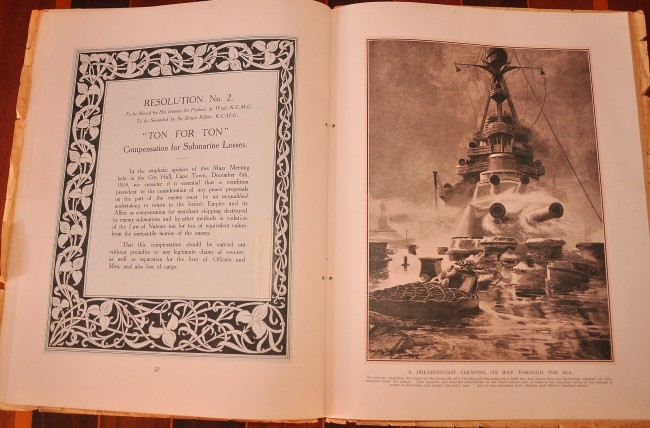 RESOLUTION No. 2.
To be Moved by His Honour Sir Frederic de Waal, K.C.M.G.
To be Seconded by Sir Ernest Kilpin, K.C.M.G.
"TON FOR TON"
Compensation for Submarine Losses.
In the emphatic opinion of this Mass Meeting
held in the City Hall, Cape Town, December
1918, we consider it is essential that a condition
precedent to the consideration of any peace proposals
on the part of the enemy must be an unqualified
undertaking to return to the British Empire and its
Allies as compensation for merchant shipping destroyed
by enemy submarines and by other methods in violation
of the Law of Nations ton for ton of equivalent values
from the mercantile marine of the enemy.
That this compensation should be carried out
without prejudice to any legitimate claims of owners
as well as reparation for the lives of Officers and
Men, and also loss of cargo.
A DREADNOUGHT CLEAVING ITS WAY THROUGH THE SEA